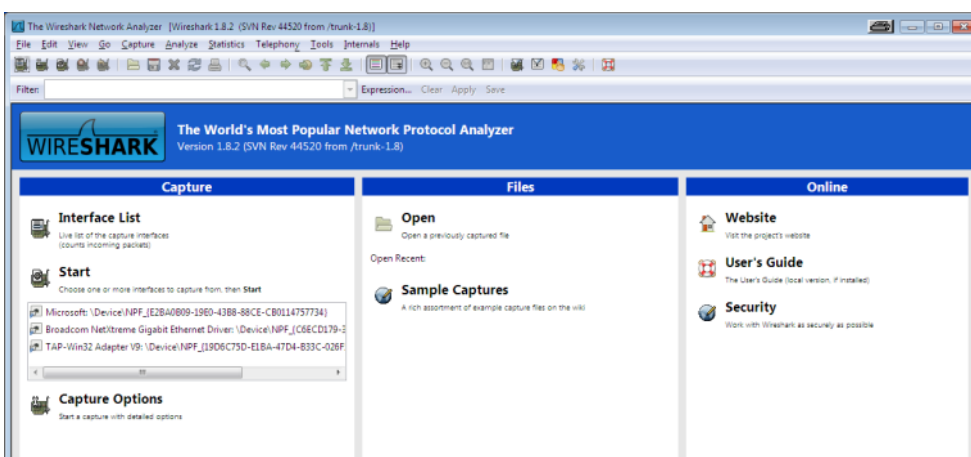 The Wireshark Network Analyzer [Wireshark 1.8.2 (SVN Rev 44520 from /trunk-1.8)]
File Edit View Go Capture Analyze Statistics Telephony Tools Internals Help
Filter: Expression... Clear Apply Save
WIRESHARK
The World's Most Popular Network Protocol Analyzer
Version 1.8.2 (SVN Rev 44520 from /trunk-1.8)
Capture
Interface List
Live list of the capture interfaces
(counts incoming packets)
Start
Choose one or more interfaces to capture from, then Start
Microsoft: \Device\NPF_{E2BA0B09-19E0-43B8-88CE-CB0114757734}
Broadcom NetXtreme Gigabit Ethernet Driver: \Device\NPF_{C6ECD179-3
TAP-Win32 Adapter V9: \Device\NPF_{19D6C75D-E1BA-47D4-B33C-026F
Capture Options
Start a capture with detailed options
Files
Open
Open a previously captured file
Open Recent:
Sample Captures
A rich assortment of example capture files on the wiki
Online
Website
Visit the project's website
User's Guide
The User's Guide (local version, if installed)
Security
Work with Wireshark as securely as possible